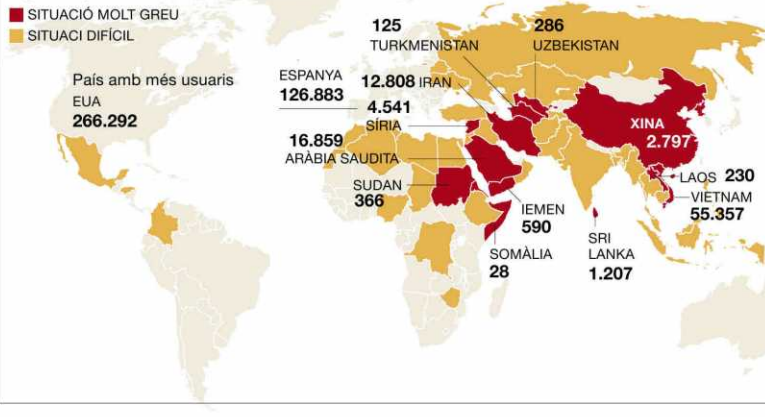 SITUACIÓ MOLT GREU
SITUACI DIFÍCIL
País amb més usuaris
EUA
266.292
ESPANYA
126.883
125
TURKMENISTAN
286
UZBEKISTAN
12.808 IRAN
4.541
SÍRIA
16.859
ARÀBIA SAUDITA
SUDAN
366
IEMEN
590
SOMÀLIA
28
XINA
2.797
LAOS 230
VIETNAM
55.357
SRI
LANKA
1.207